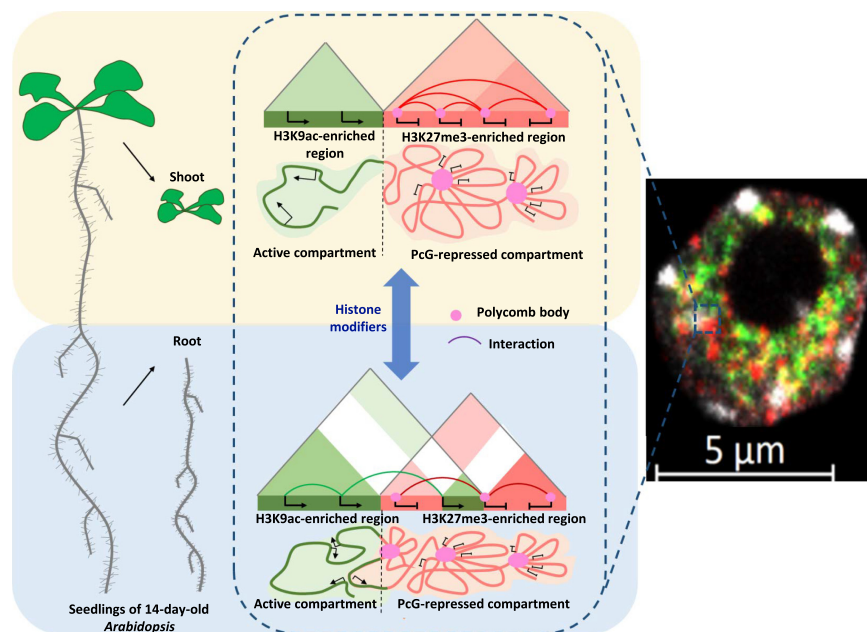 H3K9ac-enriched
region
H3K27me3-enriched region
Shoot
Active compartment
PcG-repressed compartment
Histone
modifiers
Polycomb body
Interaction
Root
5 µm
H3K9ac-enriched region
H3K27me3-enriched region
Active compartment
PcG-repressed compartment
Seedlings of 14-day-old
Arabidopsis